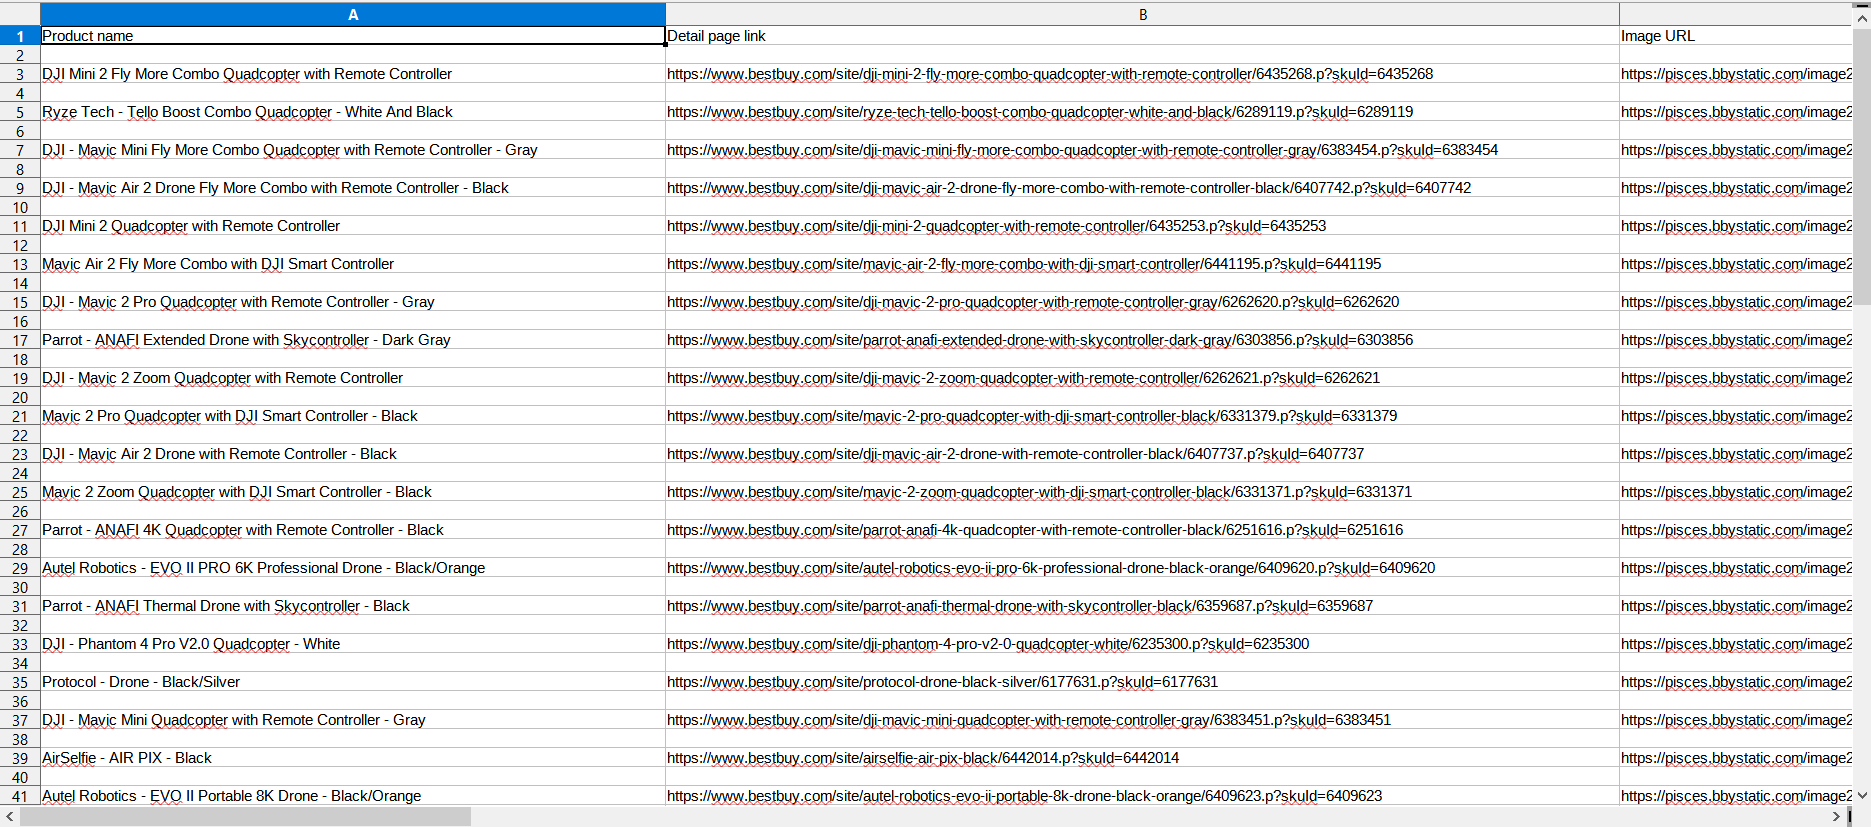 A B
1 Product name Detail page link Image URL
2
3 DJI Mini 2 Fly More Combo Quadcopter with Remote Controller https://www.bestbuy.com/site/dji-mini-2-fly-more-combo-quadcopter-with-remote-controller/6435268.p?skuId=6435268 https://pisces.bbystatic.com/image2
4
5 Ryze Tech - Tello Boost Combo Quadcopter - White And Black https://www.bestbuy.com/site/ryze-tech-tello-boost-combo-quadcopter-white-and-black/6289119.p?skuId=6289119 https://pisces.bbystatic.com/image2
6
7 DJI - Mavic Mini Fly More Combo Quadcopter with Remote Controller - Gray https://www.bestbuy.com/site/dji-mavic-mini-fly-more-combo-quadcopter-with-remote-controller-gray/6383454.p?skuId=6383454 https://pisces.bbystatic.com/image2
8
9 DJI - Mavic Air 2 Drone Fly More Combo with Remote Controller - Black https://www.bestbuy.com/site/dji-mavic-air-2-drone-fly-more-combo-with-remote-controller-black/6407742.p?skuId=6407742 https://pisces.bbystatic.com/image2
10
11 DJI Mini 2 Quadcopter with Remote Controller https://www.bestbuy.com/site/dji-mini-2-quadcopter-with-remote-controller/6435253.p?skuId=6435253 https://pisces.bbystatic.com/image2
12
13 Mavic Air 2 Fly More Combo with DJI Smart Controller https://www.bestbuy.com/site/mavic-air-2-fly-more-combo-with-dji-smart-controller/6441195.p?skuId=6441195 https://pisces.bbystatic.com/image2
14
15 DJI - Mavic 2 Pro Quadcopter with Remote Controller - Gray https://www.bestbuy.com/site/dji-mavic-2-pro-quadcopter-with-remote-controller-gray/6262620.p?skuId=6262620 https://pisces.bbystatic.com/image2
16
17 Parrot - ANAFI Extended Drone with Skycontroller - Dark Gray https://www.bestbuy.com/site/parrot-anafi-extended-drone-with-skycontroller-dark-gray/6303856.p?skuId=6303856 https://pisces.bbystatic.com/image2
18
19 DJI - Mavic 2 Zoom Quadcopter with Remote Controller https://www.bestbuy.com/site/dji-mavic-2-zoom-quadcopter-with-remote-controller/6262621.p?skuId=6262621 https://pisces.bbystatic.com/image2
20
21 Mavic 2 Pro Quadcopter with DJI Smart Controller - Black https://www.bestbuy.com/site/mavic-2-pro-quadcopter-with-dji-smart-controller-black/6331379.p?skuId=6331379 https://pisces.bbystatic.com/image2
22
23 DJI - Mavic Air 2 Drone with Remote Controller - Black https://www.bestbuy.com/site/dji-mavic-air-2-drone-with-remote-controller-black/6407737.p?skuId=6407737 https://pisces.bbystatic.com/image2
24
25 Mavic 2 Zoom Quadcopter with DJI Smart Controller - Black https://www.bestbuy.com/site/mavic-2-zoom-quadcopter-with-dji-smart-controller-black/6331371.p?skuId=6331371 https://pisces.bbystatic.com/image2
26
27 Parrot - ANAFI 4K Quadcopter with Remote Controller - Black https://www.bestbuy.com/site/parrot-anafi-4k-quadcopter-with-remote-controller-black/6251616.p?skuId=6251616 https://pisces.bbystatic.com/image2
28
29 Autel Robotics - EVO II PRO 6K Professional Drone - Black/Orange https://www.bestbuy.com/site/autel-robotics-evo-ii-pro-6k-professional-drone-black-orange/6409620.p?skuId=6409620 https://pisces.bbystatic.com/image2
30
31 Parrot - ANAFI Thermal Drone with Skycontroller - Black https://www.bestbuy.com/site/parrot-anafi-thermal-drone-with-skycontroller-black/6359687.p?skuId=6359687 https://pisces.bbystatic.com/image2
32
33 DJI - Phantom 4 Pro V2.0 Quadcopter - White https://www.bestbuy.com/site/dji-phantom-4-pro-v2-0-quadcopter-white/6235300.p?skuId=6235300 https://pisces.bbystatic.com/image2
34
35 Protocol - Drone - Black/Silver https://www.bestbuy.com/site/protocol-drone-black-silver/6177631.p?skuId=6177631 https://pisces.bbystatic.com/image2
36
37 DJI - Mavic Mini Quadcopter with Remote Controller - Gray https://www.bestbuy.com/site/dji-mavic-mini-quadcopter-with-remote-controller-gray/6383451.p?skuId=6383451 https://pisces.bbystatic.com/image2
38
39 AirSelfie - AIR PIX - Black https://www.bestbuy.com/site/airselfie-air-pix-black/6442014.p?skuId=6442014 https://pisces.bbystatic.com/image2
40
41 Autel Robotics - EVO II Portable 8K Drone - Black/Orange https://www.bestbuy.com/site/autel-robotics-evo-ii-portable-8k-drone-black-orange/6409623.p?skuId=6409623 https://pisces.bbystatic.com/image2